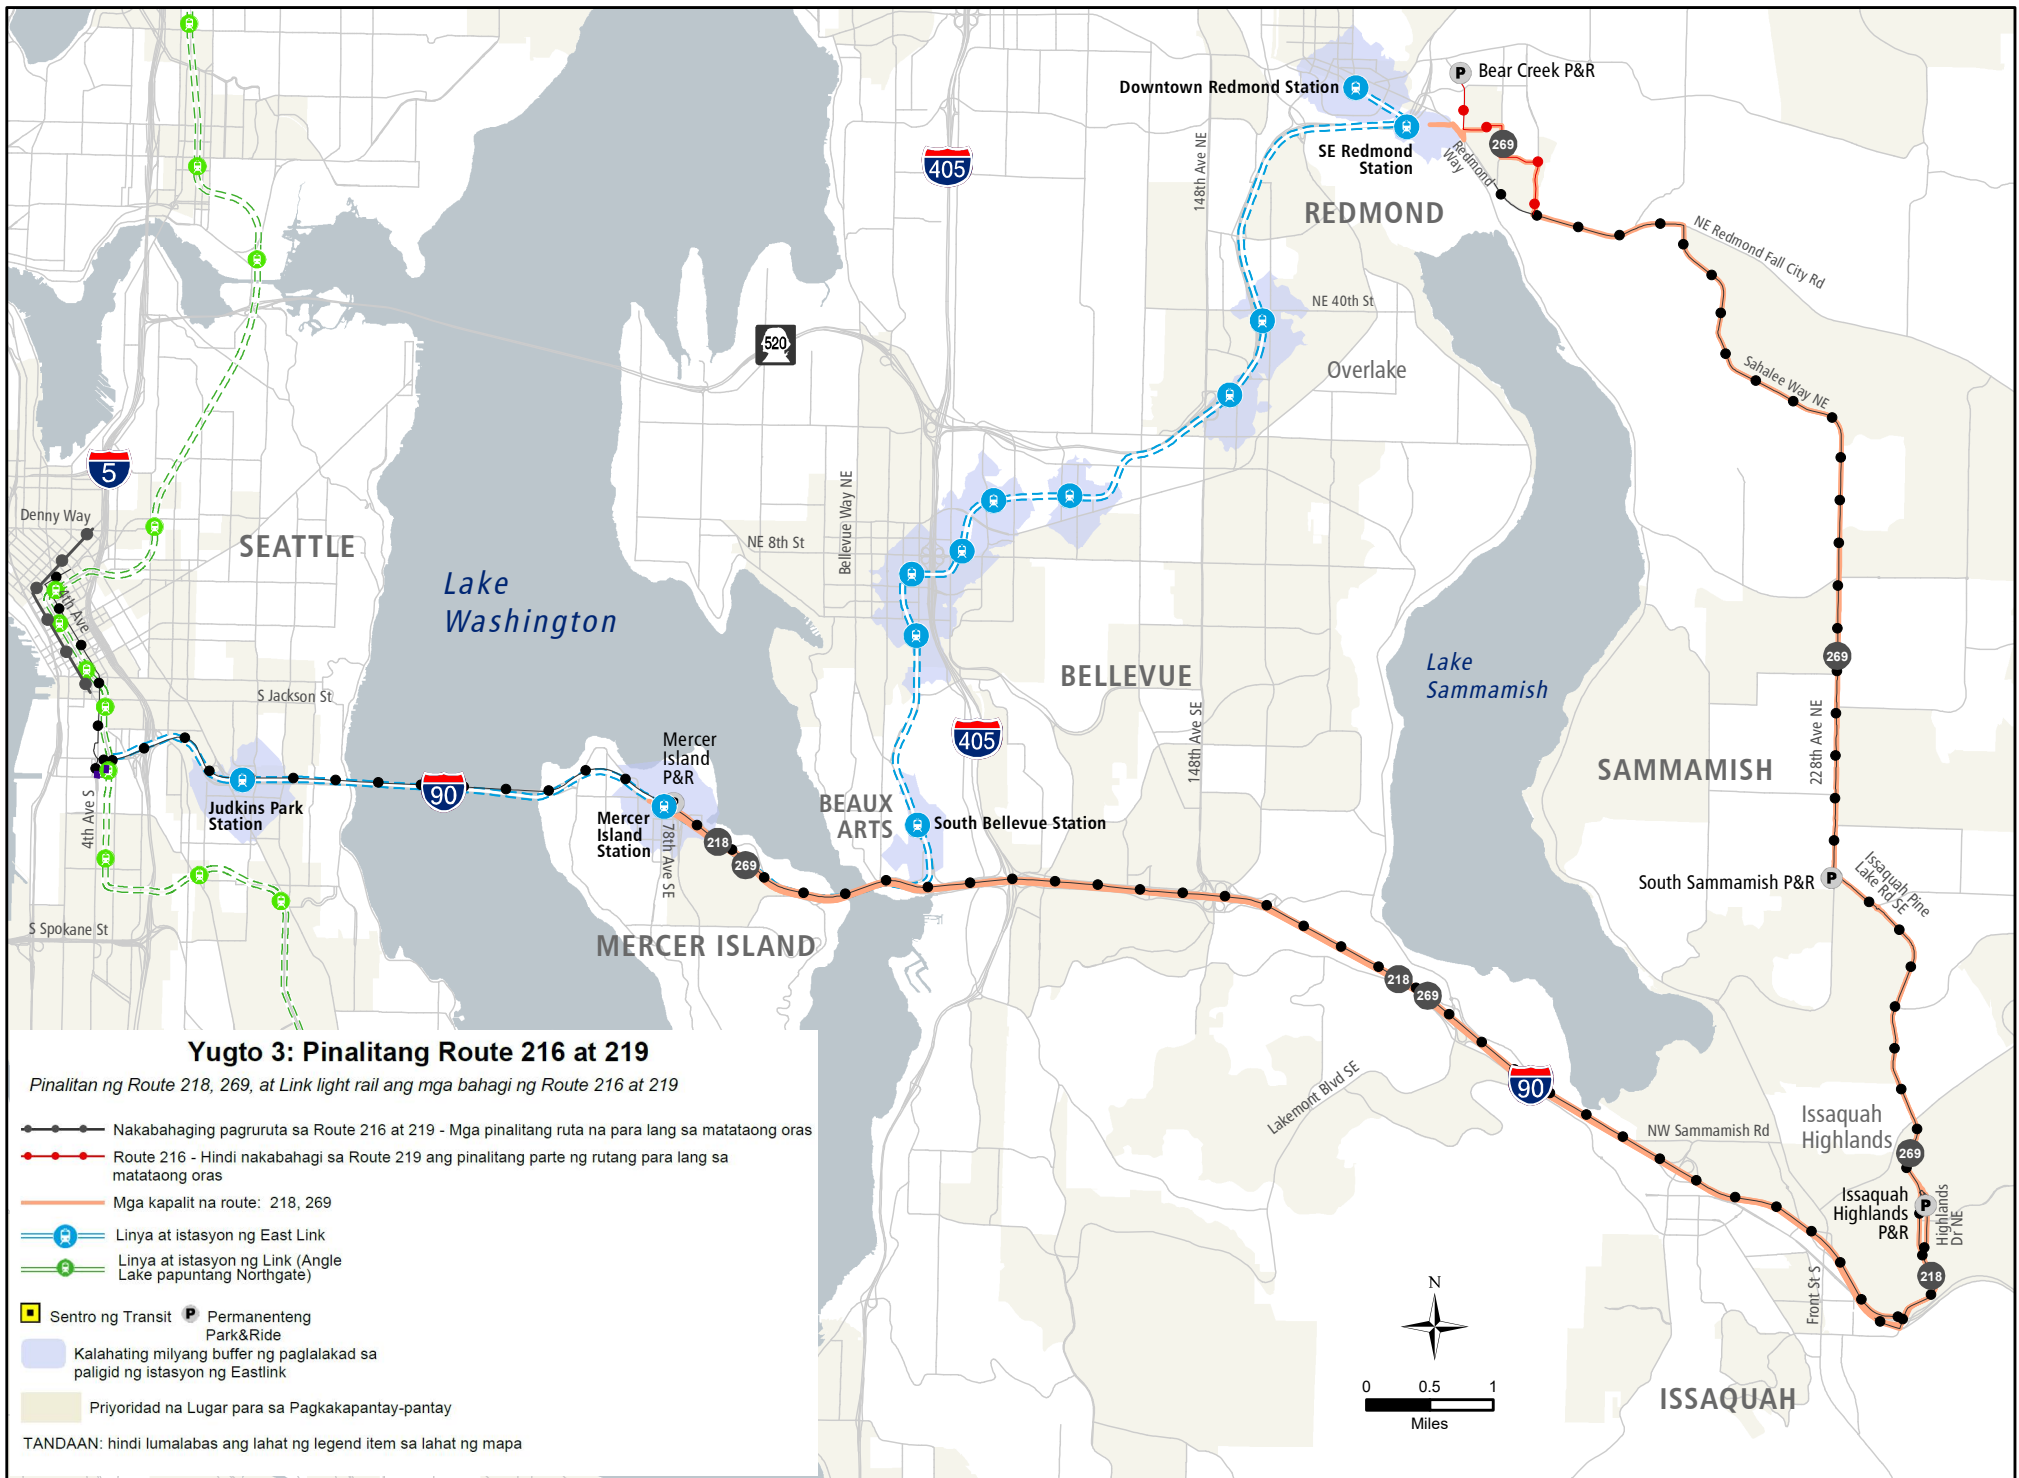 Downtown Redmond Station
Bear Creek P&R
SE Redmond
Station
Redmond
Way
269
148th Ave NE
405
REDMOND
NE Redmond Fall City Rd
NE 40th St
520
Overlake
Sahalee Way NE
5
Denny Way
SEATTLE
4th Ave
Bellevue Way NE
NE 8th St
Lake
Washington
BELLEVUE
Lake
Sammamish
269
228th Ave NE
S Jackson St
405
148th Ave SE
Mercer
Island
P&R
SAMMAMISH
90
Judkins Park
Station
4th Ave S
Mercer
Island
Station
78th Ave SE
218
269
BEAUX
ARTS
South Bellevue Station
South Sammamish P&R
Issaquah Pine
Lake Rd SE
S Spokane St
MERCER ISLAND
218
269
90
Lakemont Blvd SE
NW Sammamish Rd
Issaquah
Highlands
269
Issaquah
Highlands
P&R
Highlands
Dr NE
218
Front St S
ISSAQUAH
N
0 0.5 1
Miles
Yugto 3: Pinalitang Route 216 at 219
Pinalitan ng Route 218, 269, at Link light rail ang mga bahagi ng Route 216 at 219
Nakabahaging pagruruta sa Route 216 at 219 - Mga pinalitang ruta na para lang sa matataong oras
Route 216 - Hindi nakabahagi sa Route 219 ang pinalitang parte ng rutang para lang sa
matataong oras
Mga kapalit na route: 218, 269
Linya at istasyon ng East Link
Linya at istasyon ng Link (Angle
Lake papuntang Northgate)
Sentro ng Transit
P Permanenteng
Park&Ride
Kalahating milyang buffer ng paglalakad sa
paligid ng istasyon ng Eastlink
Priyoridad na Lugar para sa Pagkakapantay-pantay
TANDAAN: hindi lumalabas ang lahat ng legend item sa lahat ng mapa